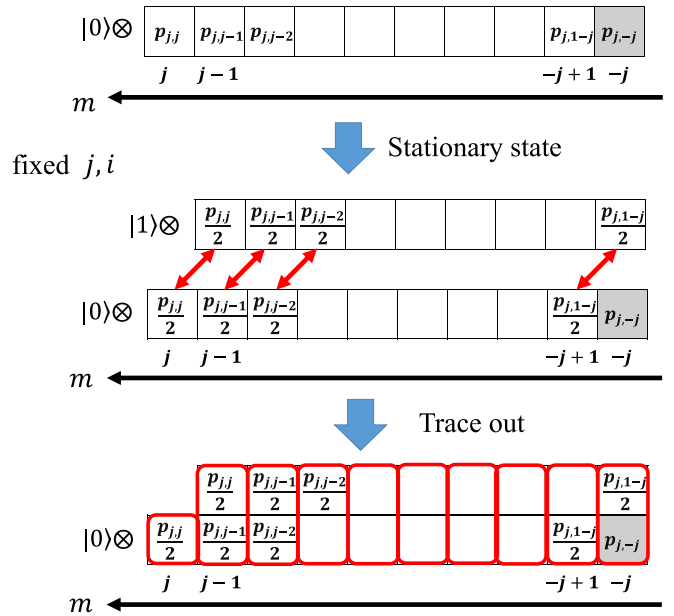 |0⟩⊗ p_{j,j} p_{j,j−1} p_{j,j−2} p_{j,1−j} p_{j,−j}
j j − 1 −j + 1 −j
m
Stationary state
fixed j, i
|1⟩⊗ p_{j,j}/2 p_{j,j−1}/2 p_{j,j−2}/2 p_{j,1−j}/2
|0⟩⊗ p_{j,j}/2 p_{j,j−1}/2 p_{j,j−2}/2 p_{j,1−j}/2 p_{j,−j}
j j − 1 −j + 1 −j
m
Trace out
p_{j,j}/2 p_{j,j−1}/2 p_{j,j−2}/2 p_{j,1−j}/2
|0⟩⊗ p_{j,j}/2 p_{j,j−1}/2 p_{j,j−2}/2 p_{j,1−j}/2 p_{j,−j}
j j − 1 −j + 1 −j
m